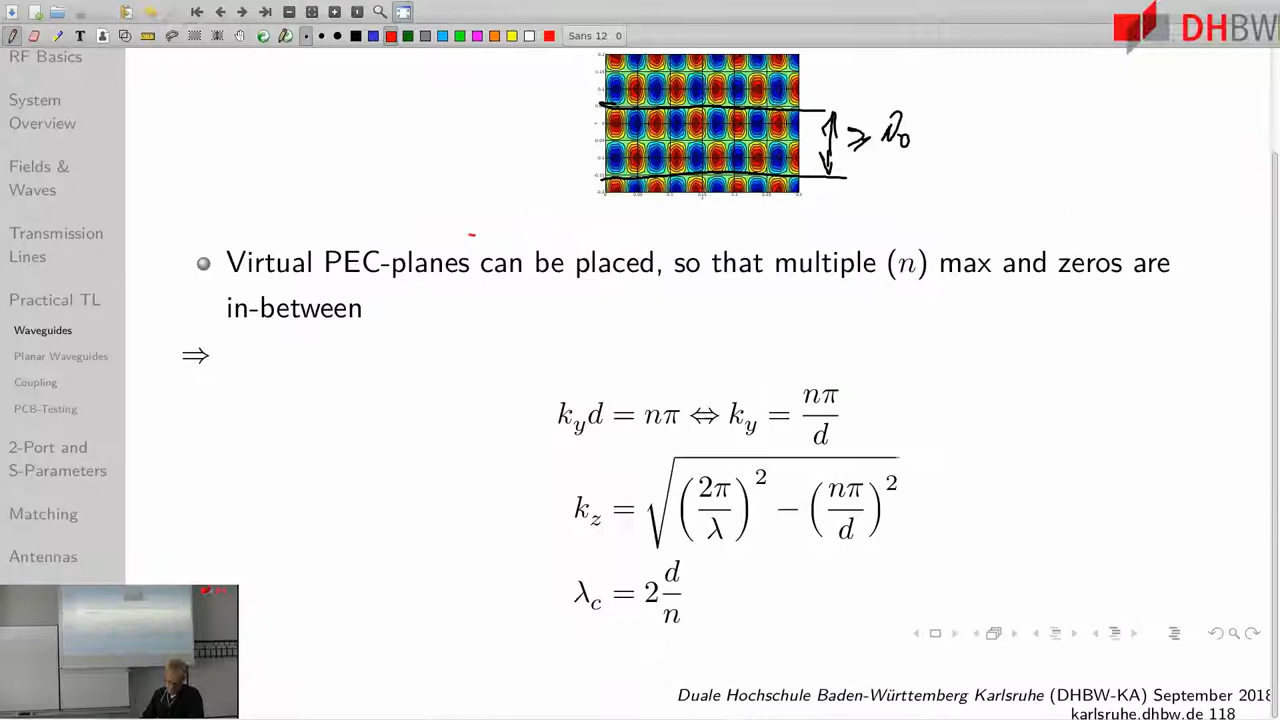 Sans 12 0
DHBW
RF Basics
System
Overview
Fields &
Waves
Transmission
Lines
Practical TL
Waveguides
Planar Waveguides
Coupling
PCB-Testing
2-Port and
S-Parameters
Matching
Antennas
Virtual PEC-planes can be placed, so that multiple (n) max and zeros are
in-between
⇒
k_y d = nπ ⇔ k_y = nπ/d
k_z = √((2π/λ)² − (nπ/d)²)
λ_c = 2 d/n
Duale Hochschule Baden-Württemberg Karlsruhe (DHBW-KA) September 2018
karlsruhe.dhbw.de 118